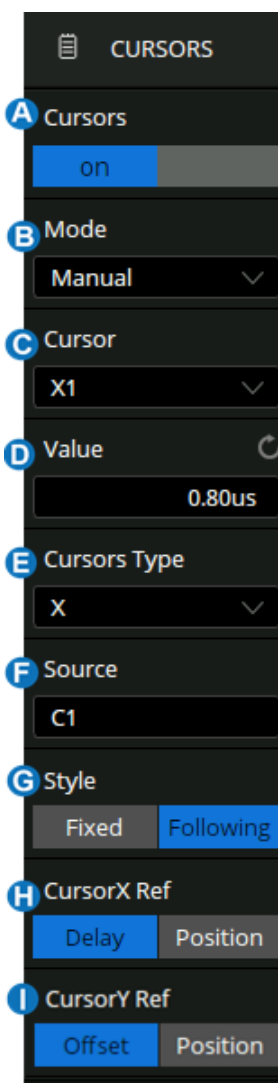 CURSORS
A Cursors
on
B Mode
Manual
C Cursor
X1
D Value
0.80us
E Cursors Type
X
F Source
C1
G Style
Fixed Following
H CursorX Ref
Delay Position
I CursorY Ref
Offset Position